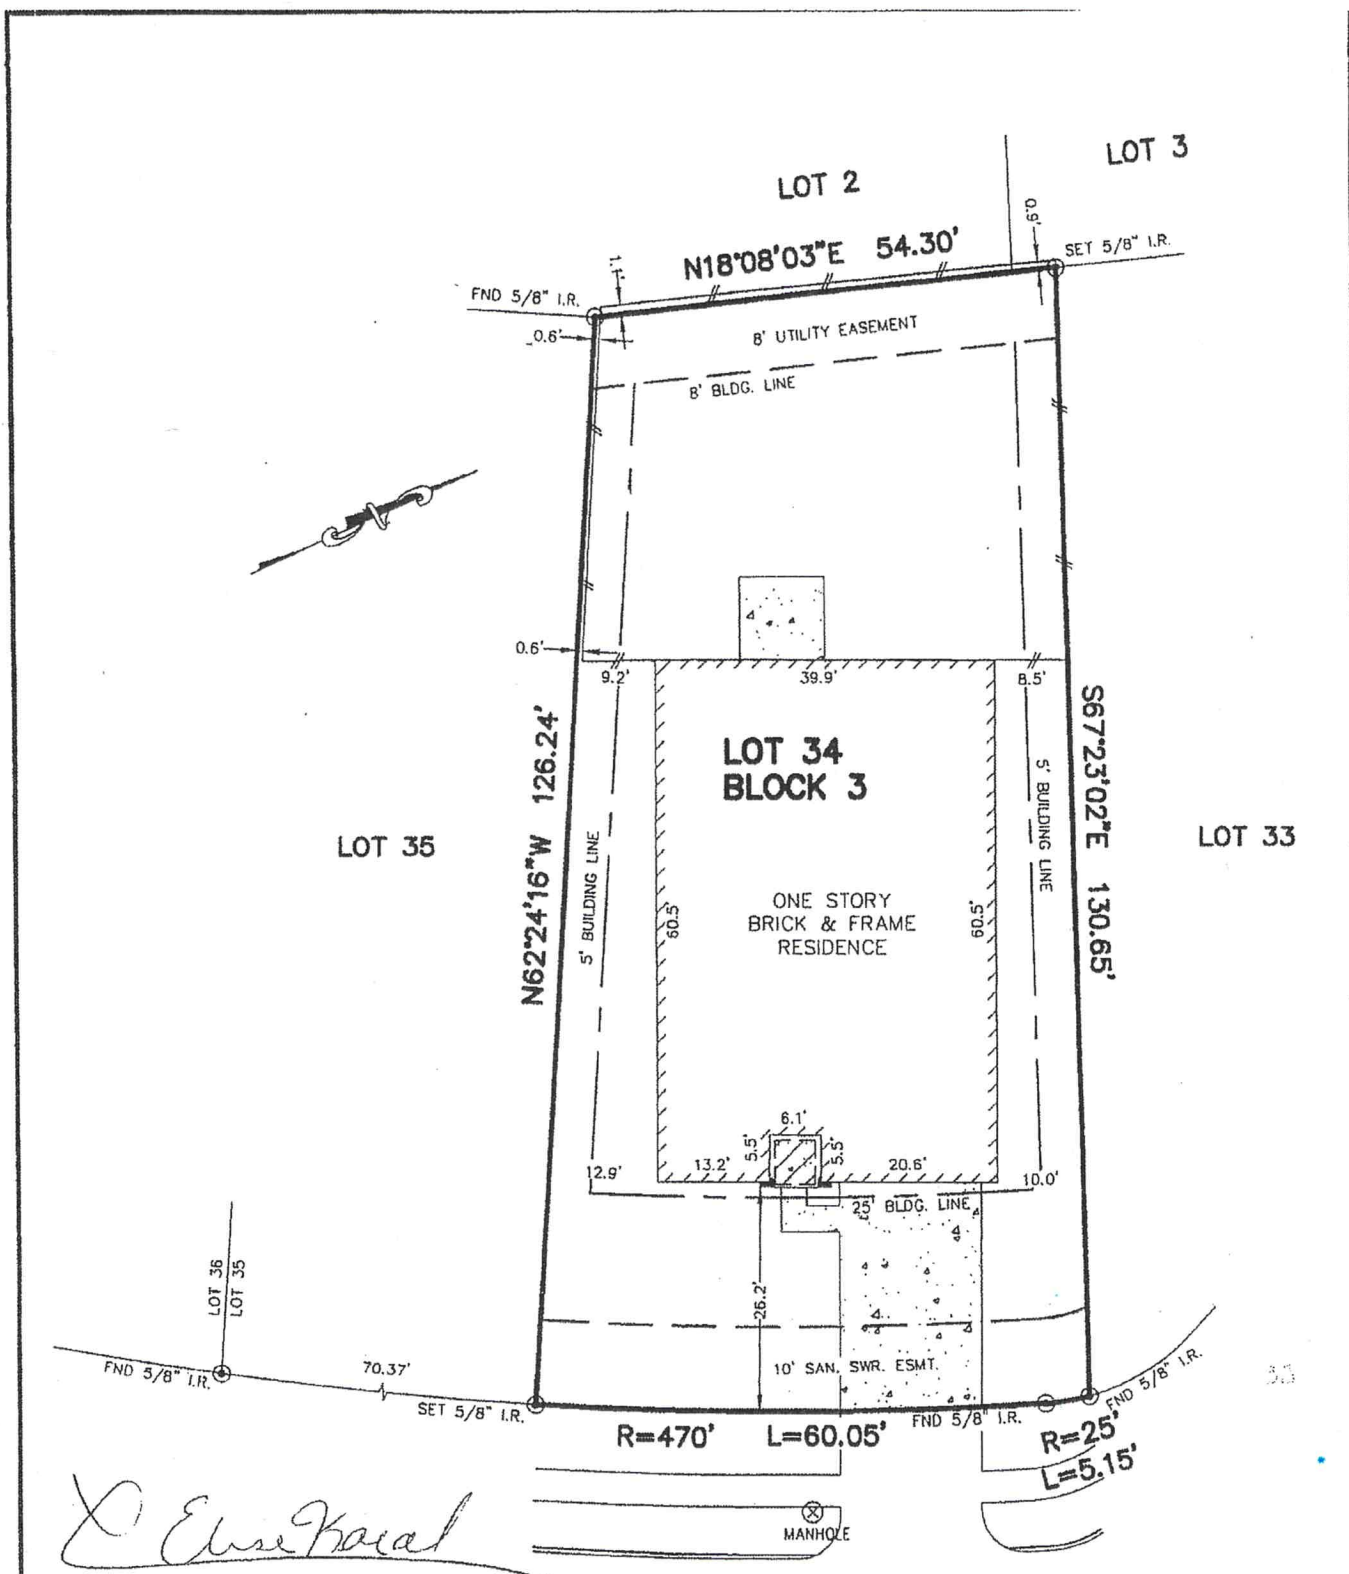 LOT 3
LOT 2
0.9'
SET 5/8" I.R.
N18°08'03"E 54.30'
1.1'
FND 5/8" I.R.
0.6'
8' UTILITY EASEMENT
8' BLDG. LINE
0.6'
9.2'
39.9'
8.5'
LOT 34
BLOCK 3
N62°24'16"W 126.24'
S67°23'02"E 130.65'
5' BUILDING LINE
5' BUILDING LINE
LOT 35
LOT 33
60.5'
ONE STORY
BRICK & FRAME
RESIDENCE
60.5'
6.1'
5.5'
5.5'
12.9'
13.2'
20.6'
10.0'
25' BLDG. LINE
LOT 36
LOT 35
26.2'
10' SAN. SWR. ESMT.
FND 5/8" I.R.
70.37'
SET 5/8" I.R.
FND 5/8" I.R.
FND 5/8" I.R.
R=470' L=60.05'
R=25'
L=5.15'
MANHOLE